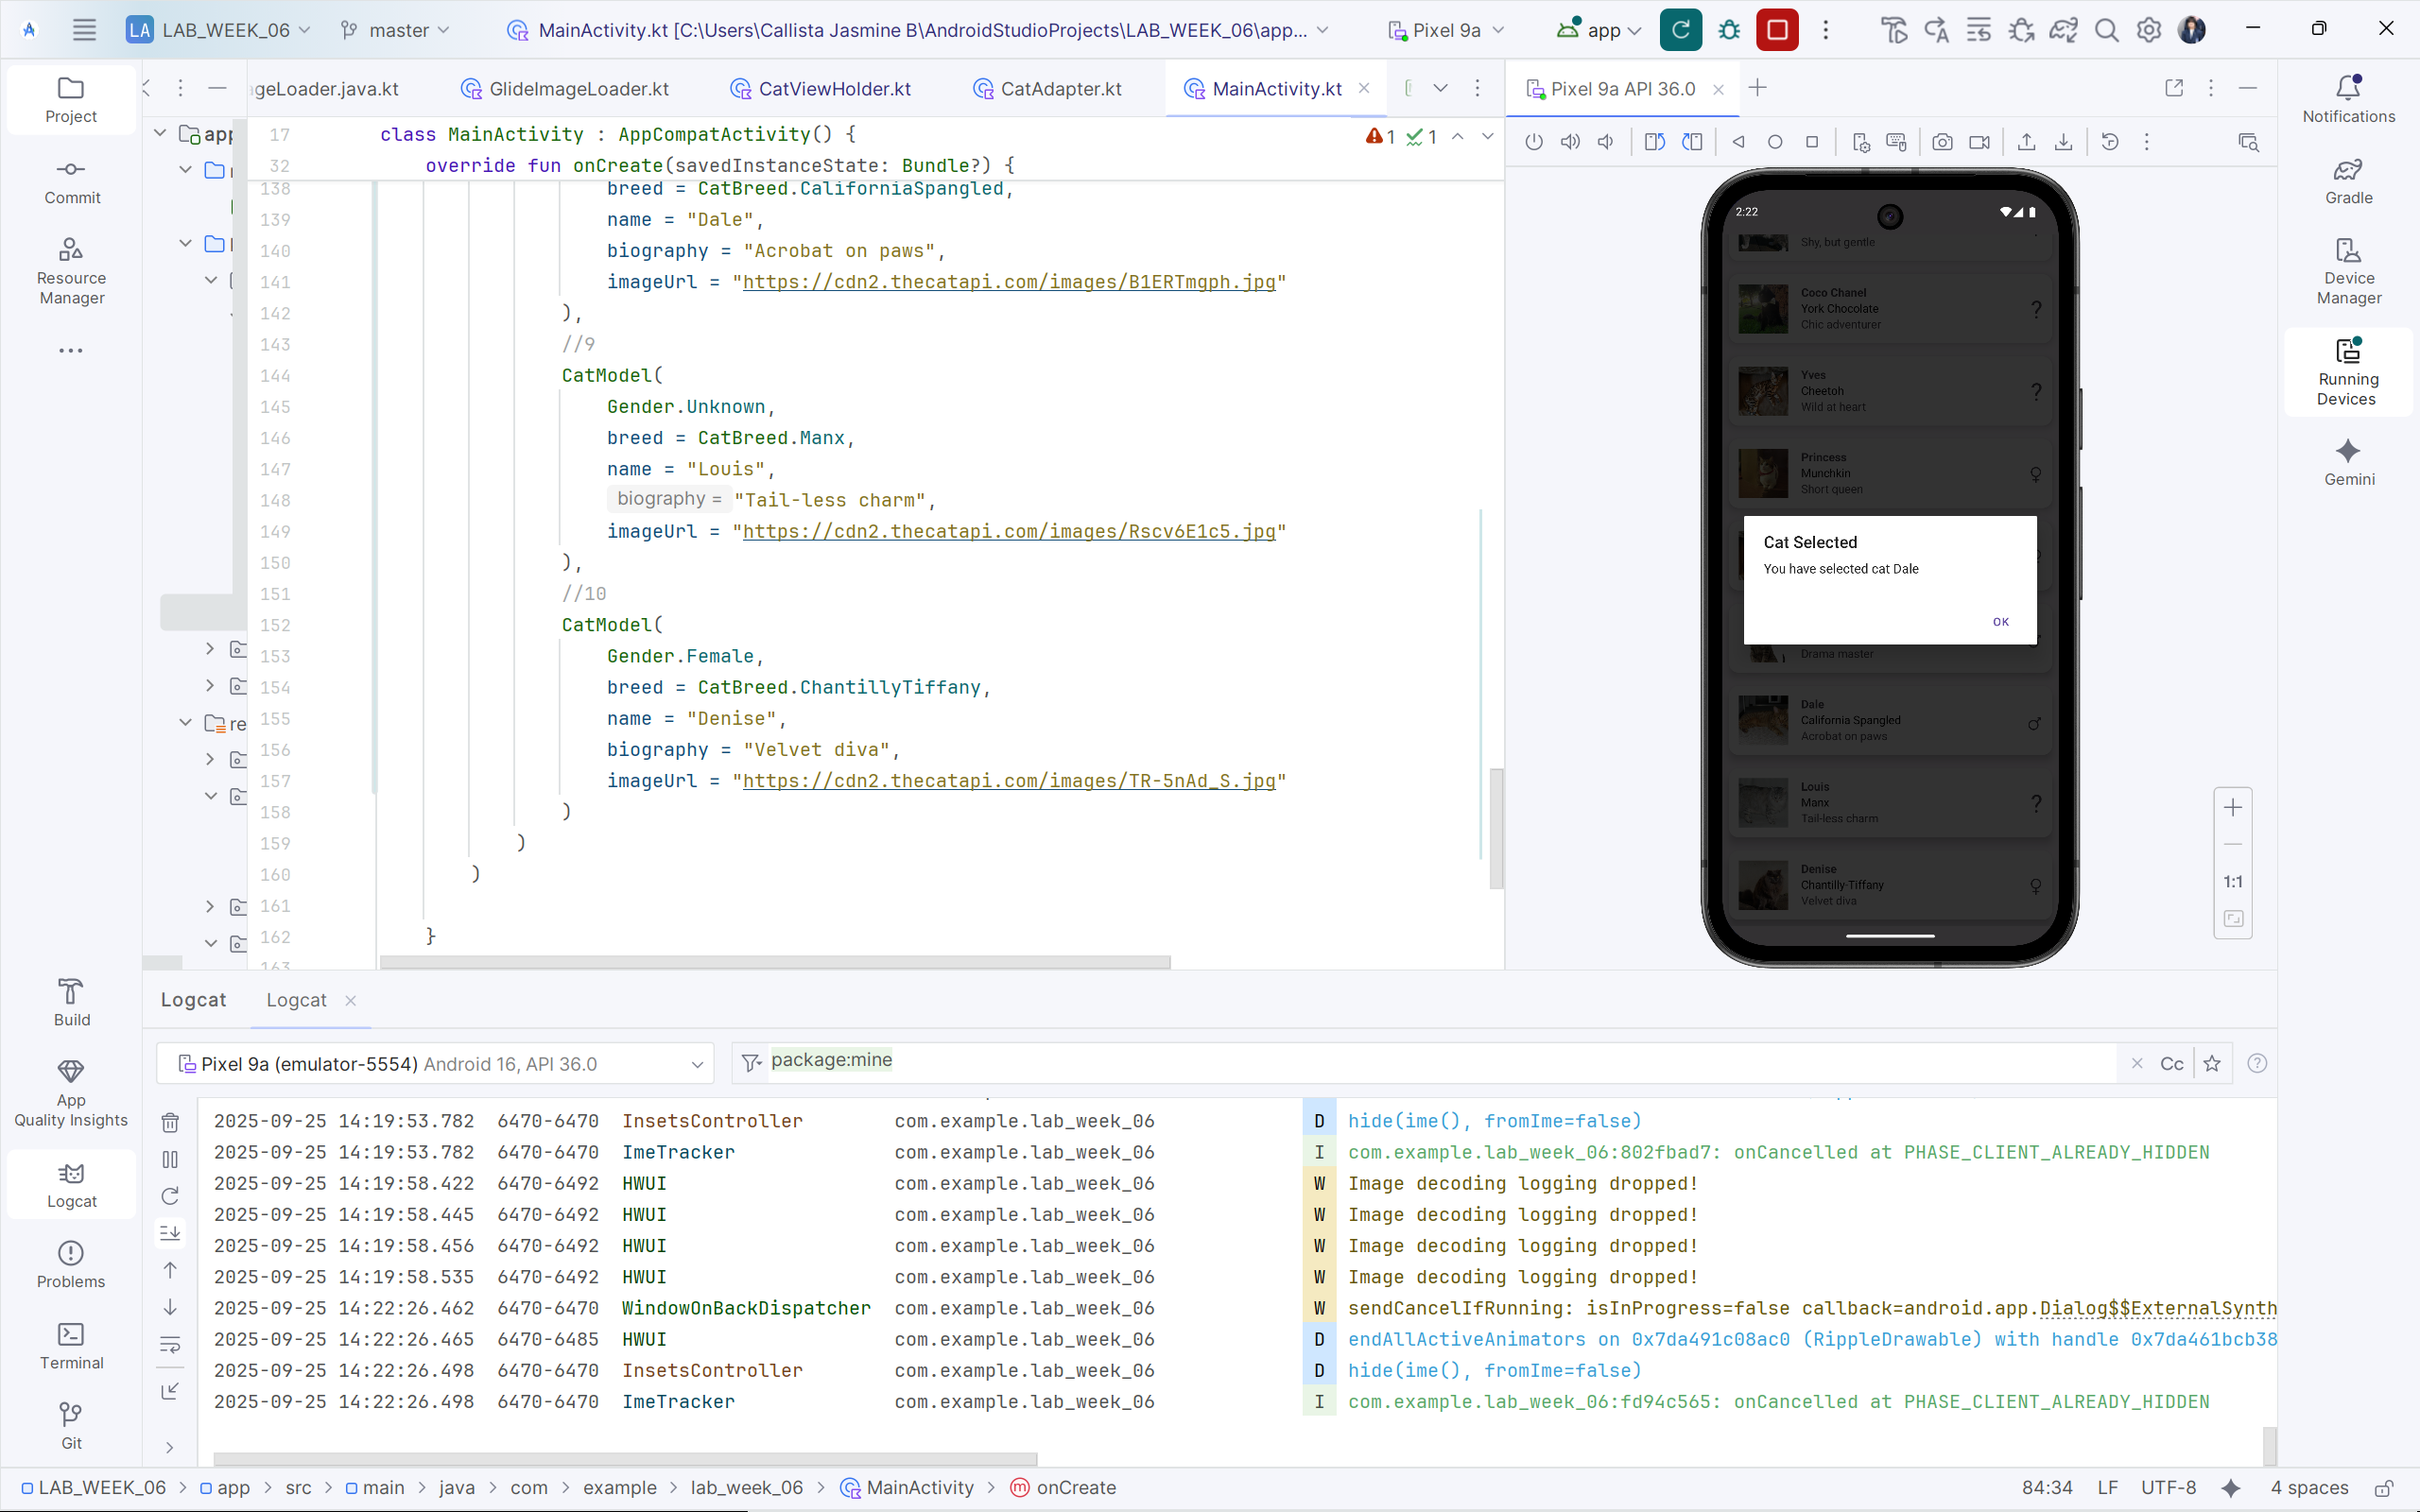 LA LAB_WEEK_06 master MainActivity.kt [C:\Users\Callista Jasmine B\AndroidStudioProjects\LAB_WEEK_06\app... Pixel 9a app
Project
Commit
Resource
Manager
Build
App
Quality Insights
Logcat
Problems
Terminal
Git
app
re
geLoader.java.kt GlideImageLoader.kt CatViewHolder.kt CatAdapter.kt MainActivity.kt
17 class MainActivity : AppCompatActivity() { 1 1
32 override fun onCreate(savedInstanceState: Bundle?) {
138 breed = CatBreed.CaliforniaSpangled,
139 name = "Dale",
140 biography = "Acrobat on paws",
141 imageUrl = "https://cdn2.thecatapi.com/images/B1ERTmgph.jpg"
142 ),
143 //9
144 CatModel(
145 Gender.Unknown,
146 breed = CatBreed.Manx,
147 name = "Louis",
148 biography = "Tail-less charm",
149 imageUrl = "https://cdn2.thecatapi.com/images/Rscv6E1c5.jpg"
150 ),
151 //10
152 CatModel(
153 Gender.Female,
154 breed = CatBreed.ChantillyTiffany,
155 name = "Denise",
156 biography = "Velvet diva",
157 imageUrl = "https://cdn2.thecatapi.com/images/TR-5nAd_S.jpg"
158 )
159 )
160 )
161
162 }
163
Pixel 9a API 36.0
2:22
Shy, but gentle
Coco Chanel
York Chocolate
Chic adventurer
?
Yves
Cheetoh
Wild at heart
?
Princess
Munchkin
Short queen
♀
Cat Selected
You have selected cat Dale
OK
Drama master
Dale
California Spangled
Acrobat on paws
♂
Louis
Manx
Tail-less charm
?
Denise
Chantilly-Tiffany
Velvet diva
♀
1:1
Notifications
Gradle
Device
Manager
Running
Devices
Gemini
Logcat Logcat
Pixel 9a (emulator-5554) Android 16, API 36.0 package:mine Cc
2025-09-25 14:19:53.782 6470-6470 InsetsController com.example.lab_week_06 D hide(ime(), fromIme=false)
2025-09-25 14:19:53.782 6470-6470 ImeTracker com.example.lab_week_06 I com.example.lab_week_06:802fbad7: onCancelled at PHASE_CLIENT_ALREADY_HIDDEN
2025-09-25 14:19:58.422 6470-6492 HWUI com.example.lab_week_06 W Image decoding logging dropped!
2025-09-25 14:19:58.445 6470-6492 HWUI com.example.lab_week_06 W Image decoding logging dropped!
2025-09-25 14:19:58.456 6470-6492 HWUI com.example.lab_week_06 W Image decoding logging dropped!
2025-09-25 14:19:58.535 6470-6492 HWUI com.example.lab_week_06 W Image decoding logging dropped!
2025-09-25 14:22:26.462 6470-6470 WindowOnBackDispatcher com.example.lab_week_06 W sendCancelIfRunning: isInProgress=false callback=android.app.Dialog$$ExternalSynth
2025-09-25 14:22:26.465 6470-6485 HWUI com.example.lab_week_06 D endAllActiveAnimators on 0x7da491c08ac0 (RippleDrawable) with handle 0x7da461bcb38
2025-09-25 14:22:26.498 6470-6470 InsetsController com.example.lab_week_06 D hide(ime(), fromIme=false)
2025-09-25 14:22:26.498 6470-6470 ImeTracker com.example.lab_week_06 I com.example.lab_week_06:fd94c565: onCancelled at PHASE_CLIENT_ALREADY_HIDDEN
LAB_WEEK_06 > app > src > main > java > com > example > lab_week_06 > MainActivity > onCreate 84:34 LF UTF-8 4 spaces